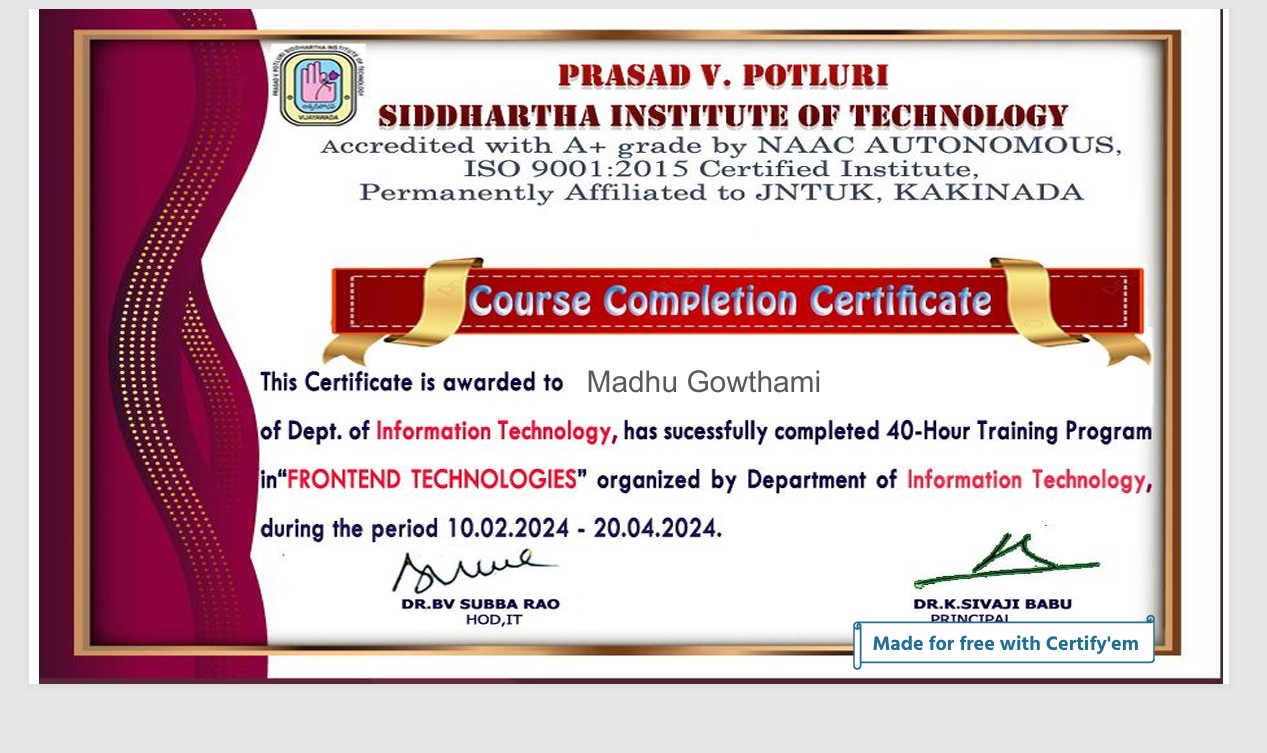 PRASAD V. POTLURI SIDDHARTHA INSTITUTE OF TECHNOLOGY
VIJAYAWADA
PRASAD V. POTLURI
SIDDHARTHA INSTITUTE OF TECHNOLOGY
Accredited with A+ grade by NAAC AUTONOMOUS,
ISO 9001:2015 Certified Institute,
Permanently Affiliated to JNTUK, KAKINADA
Course Completion Certificate
This Certificate is awarded to Madhu Gowthami
of Dept. of Information Technology, has sucessfully completed 40-Hour Training Program
in“FRONTEND TECHNOLOGIES” organized by Department of Information Technology,
during the period 10.02.2024 - 20.04.2024.
DR.BV SUBBA RAO
HOD,IT
DR.K.SIVAJI BABU
PRINCIPAL
Made for free with Certify'em